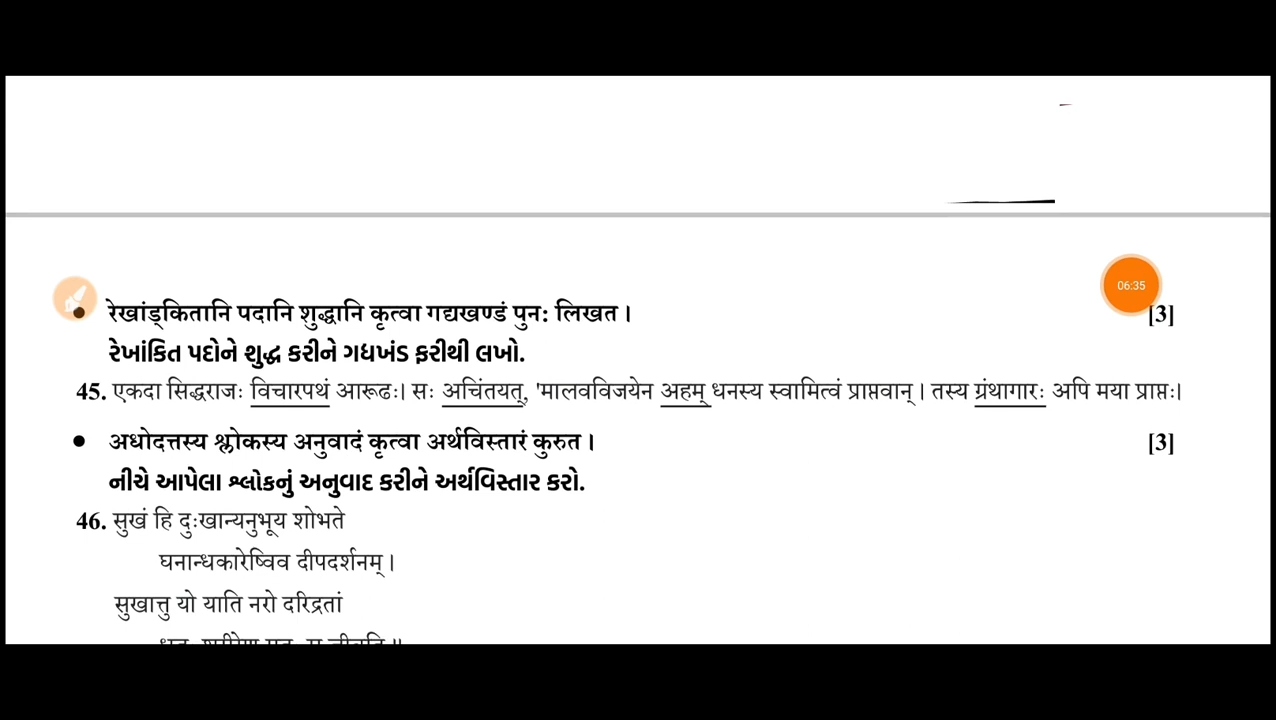 06:35
रेखांड्कितानि पदानि शुद्धानि कृत्वा गद्यखण्डं पुन: लिखत । [3]
રેખાંકિત પદોને શુદ્ધ કરીને ગદ્યખંડ ફરીથી લખો.
45. एकदा सिद्धराजः विचारपथं आरूढः। सः अचिंतयत्, 'मालवविजयेन अहम् धनस्य स्वामित्वं प्राप्तवान्। तस्य ग्रंथागारः अपि मया प्राप्तः।
अधोदत्तस्य श्लोकस्य अनुवादं कृत्वा अर्थविस्तारं कुरुत । [3]
નીચે આપેલા શ્લોકનું અનુવાદ કરીને અર્થવિસ્તાર કરો.
46. सुखं हि दुःखान्यनुभूय शोभते
घनान्धकारेष्विव दीपदर्शनम् ।
सुखात्तु यो याति नरो दरिद्रतां